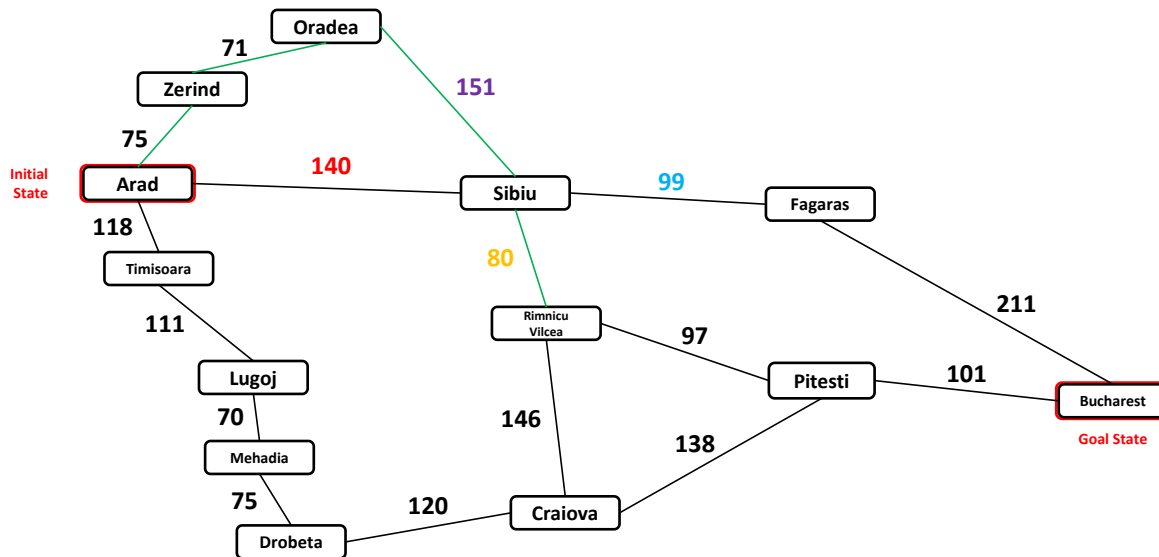 Oradea
71
Zerind
151
75
Initial
State
Arad
140
Sibiu
99
Fagaras
118
Timisoara
80
111
Rimnicu
Vilcea
97
211
Lugoj
Pitesti
101
Bucharest
70
146
138
Goal State
Mehadia
75
120
Craiova
Drobeta